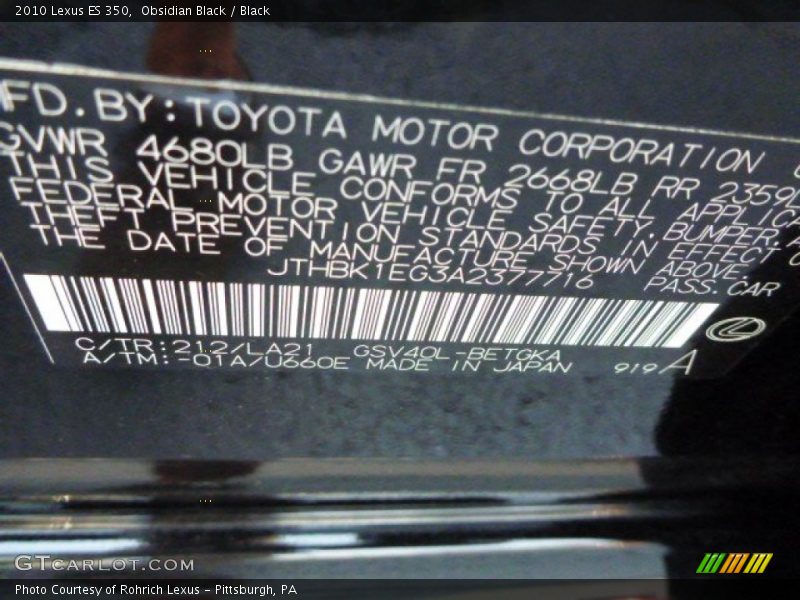 2010 Lexus ES 350,  Obsidian Black / Black
FD. BY: TOYOTA MOTOR CORPORATION
GVWR 4680LB GAWR FR 2668LB RR 2359L
THIS VEHICLE CONFORMS TO ALL APPLICA
FEDERAL MOTOR VEHICLE SAFETY, BUMPER, A
THEFT PREVENTION STANDARDS IN EFFECT O
THE DATE OF MANUFACTURE SHOWN ABOVE.
JTHBK1EG3A2377716 PASS. CAR
C/TR:212/LA21 GSV40L-BETGKA
A/TM:-01A/U660E MADE IN JAPAN 919 A
GTCARLOT.COM
Photo Courtesy of Rohrich Lexus - Pittsburgh, PA